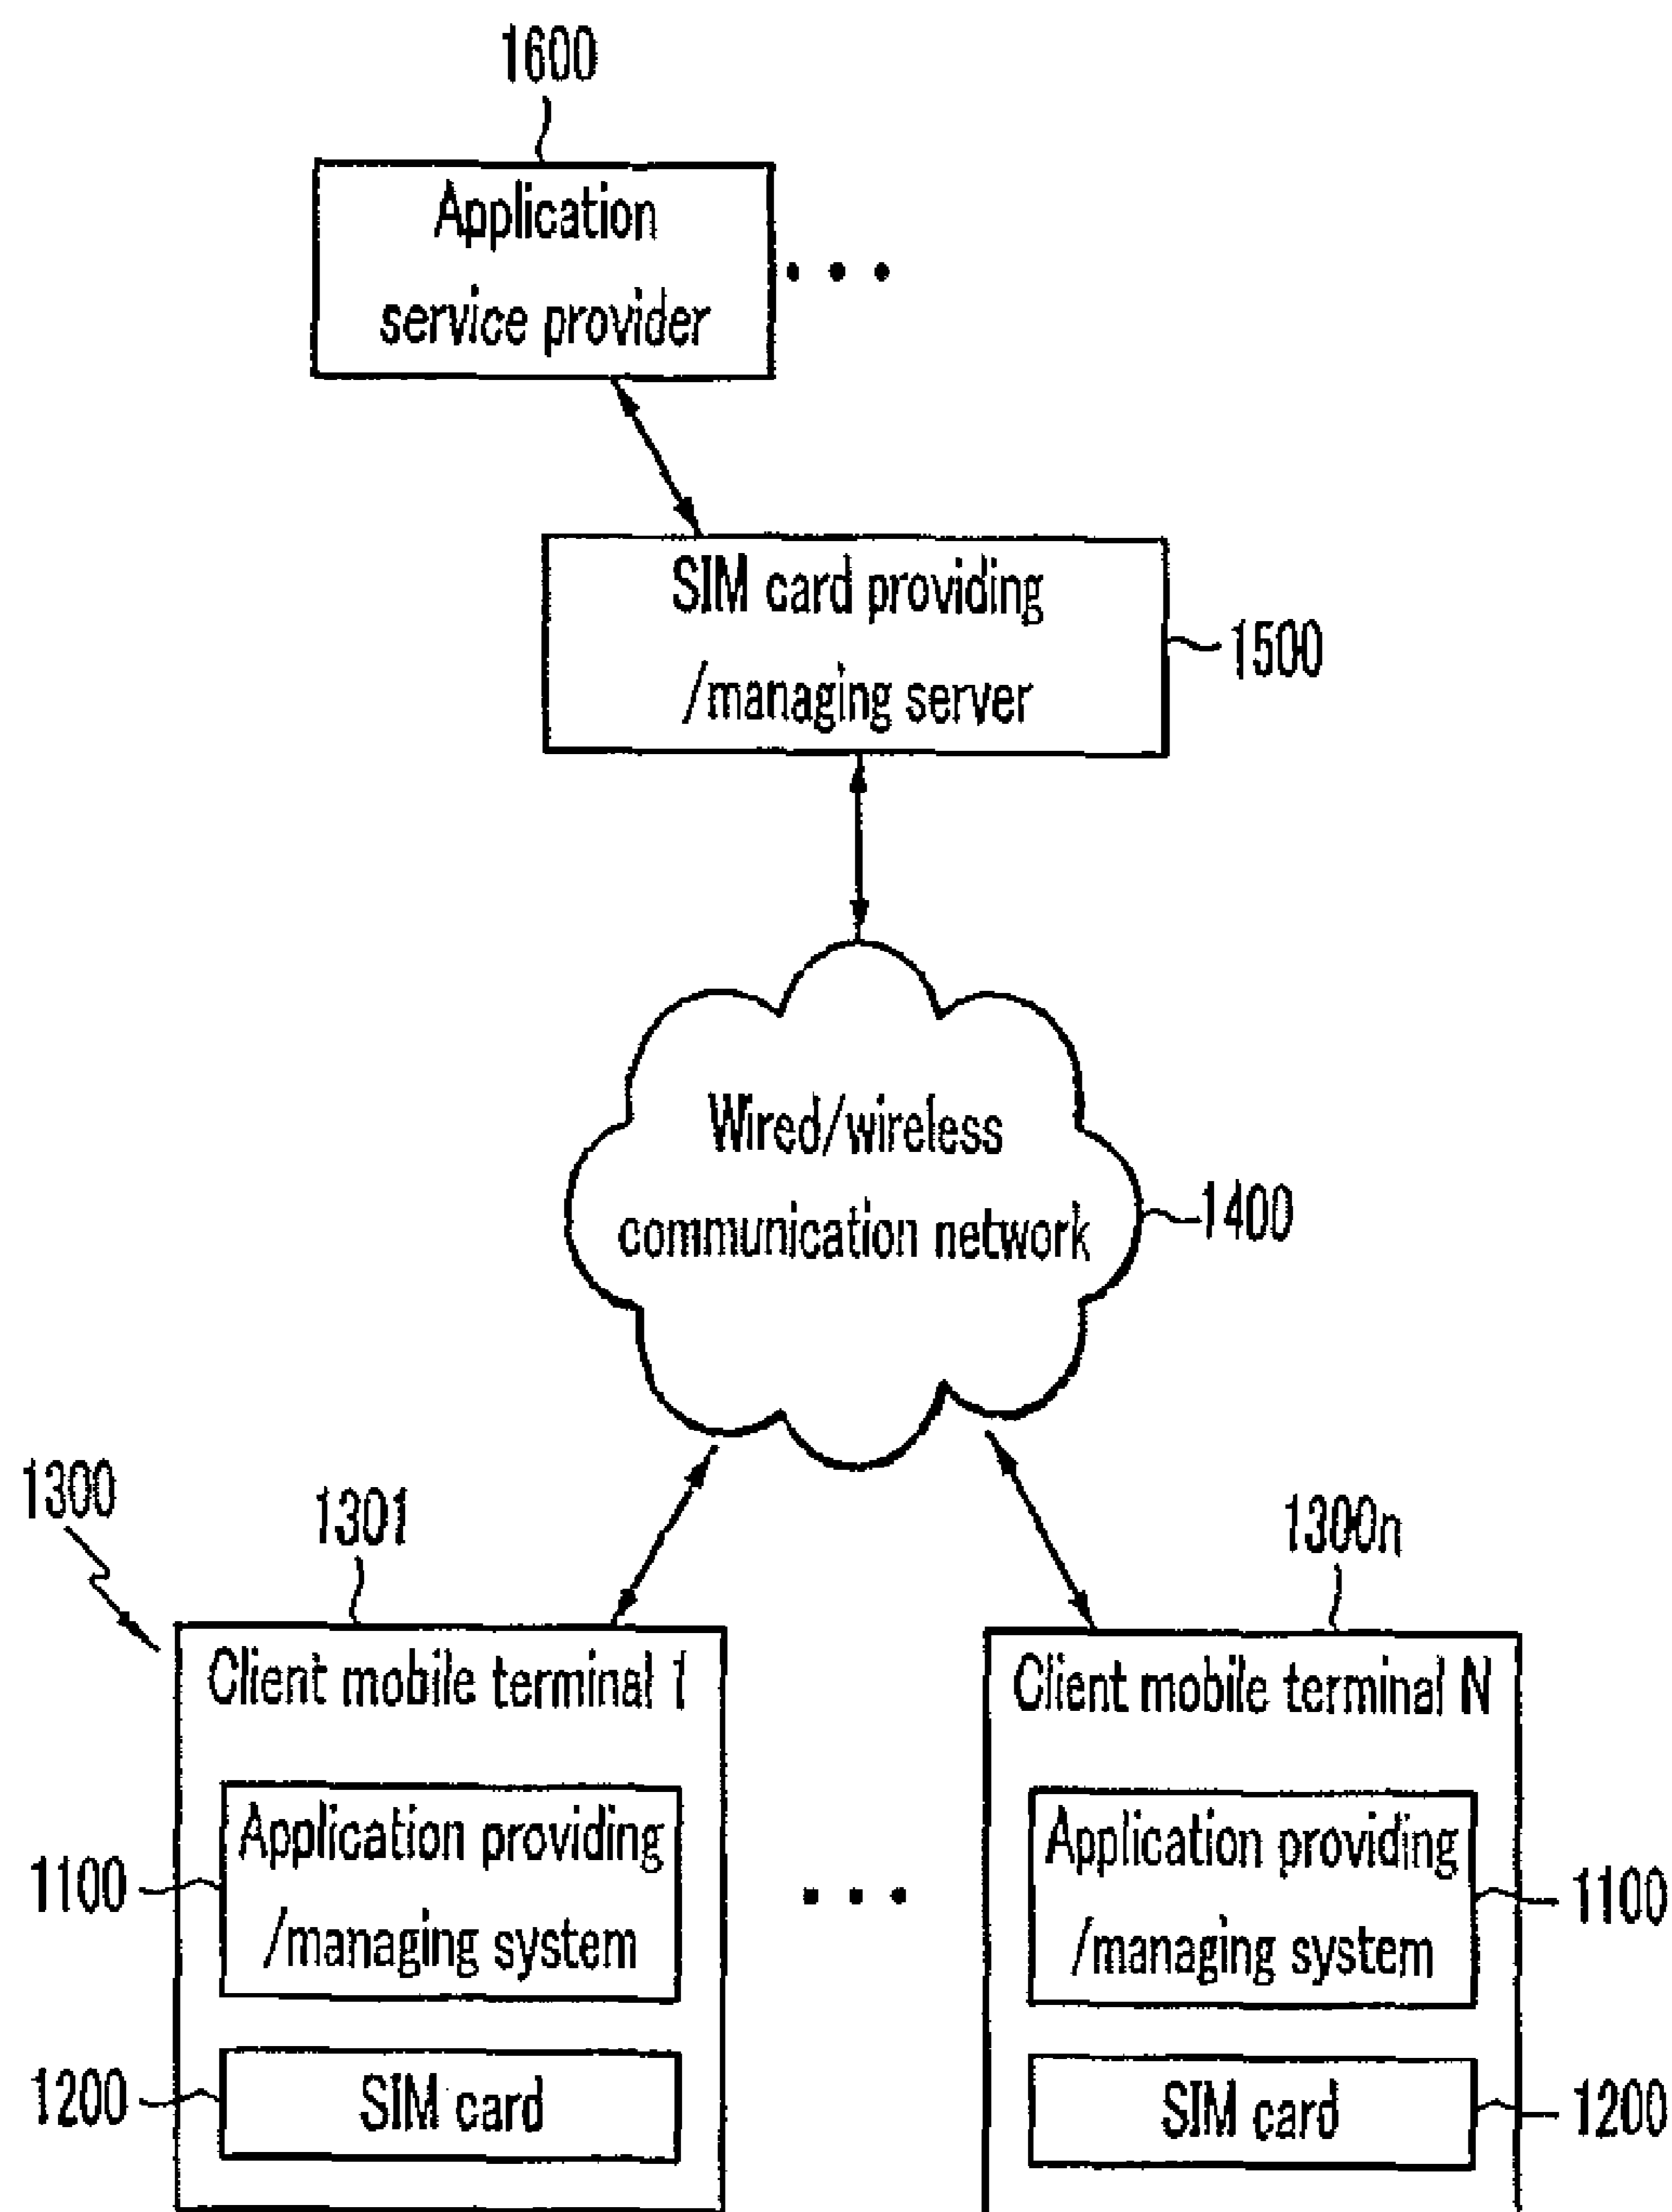 1600
Application
service provider
SIM card providing
/managing server
1500
Wired/wireless
communication network
1400
1300
1301
1300n
Client mobile terminal 1
Client mobile terminal N
Application providing
/managing system
1100
Application providing
/managing system
1100
1200
SIM card
SIM card
1200